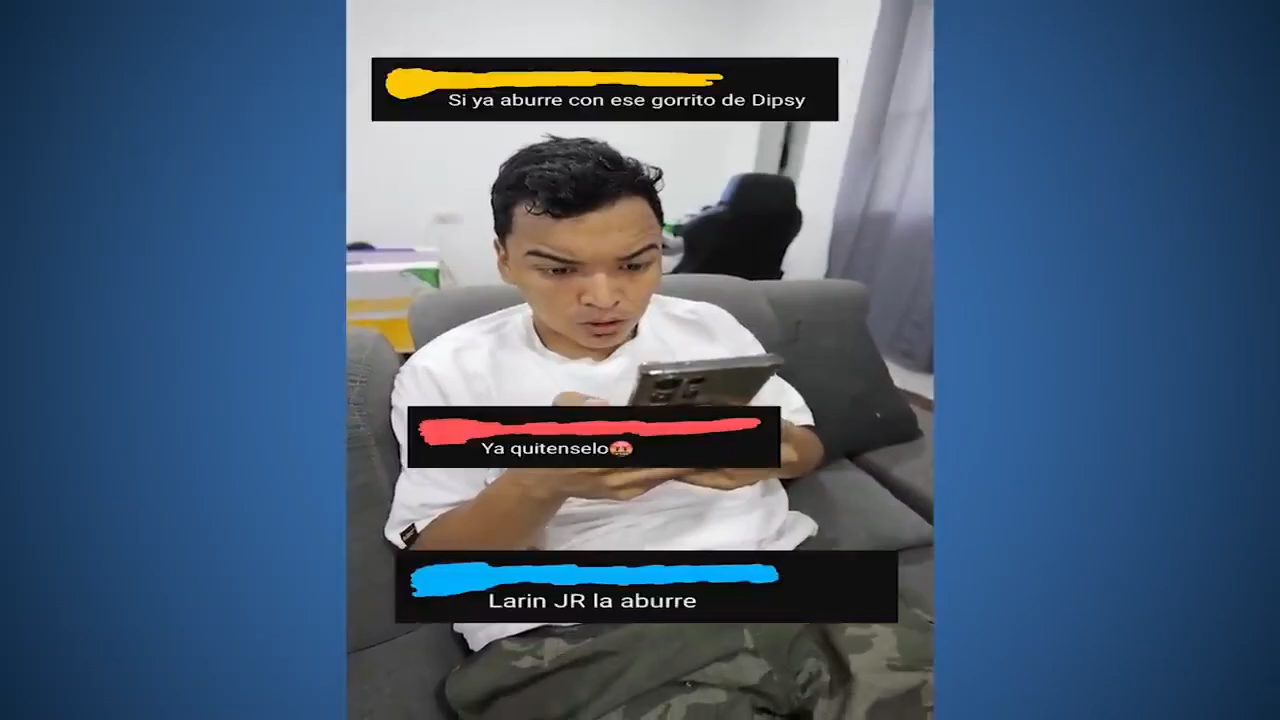 Si ya aburre con ese gorrito de Dipsy
Ya quitenselo🤬
Larin JR la aburre